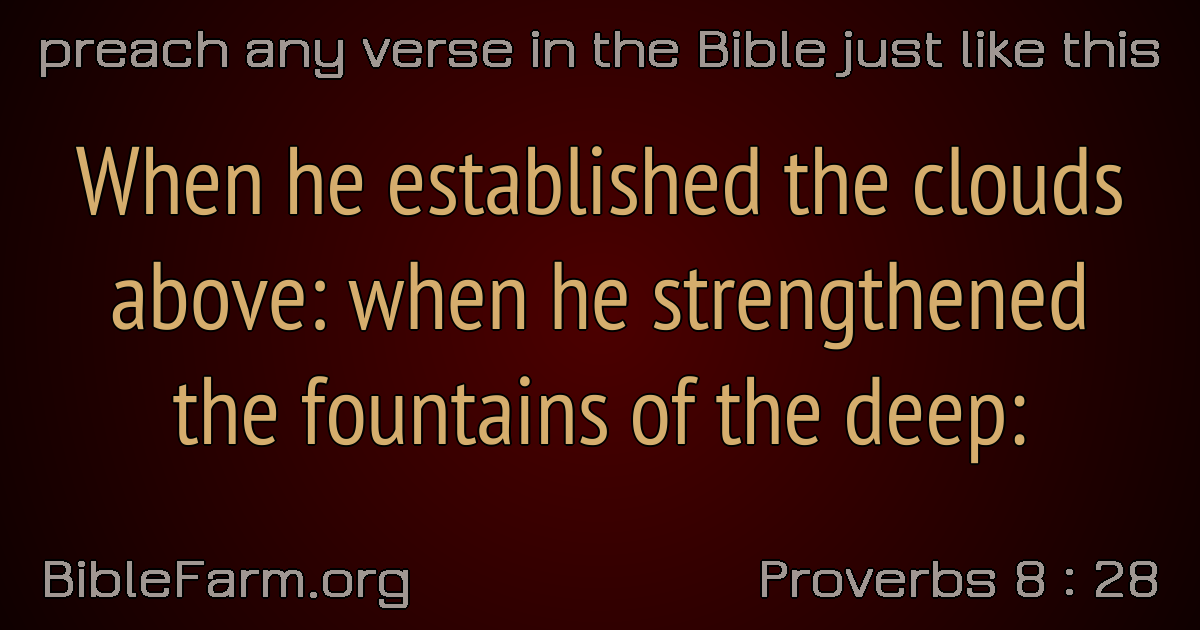 preach any verse in the Bible just like this
When he established the clouds
above: when he strengthened
the fountains of the deep:
BibleFarm.org
Proverbs 8 : 28